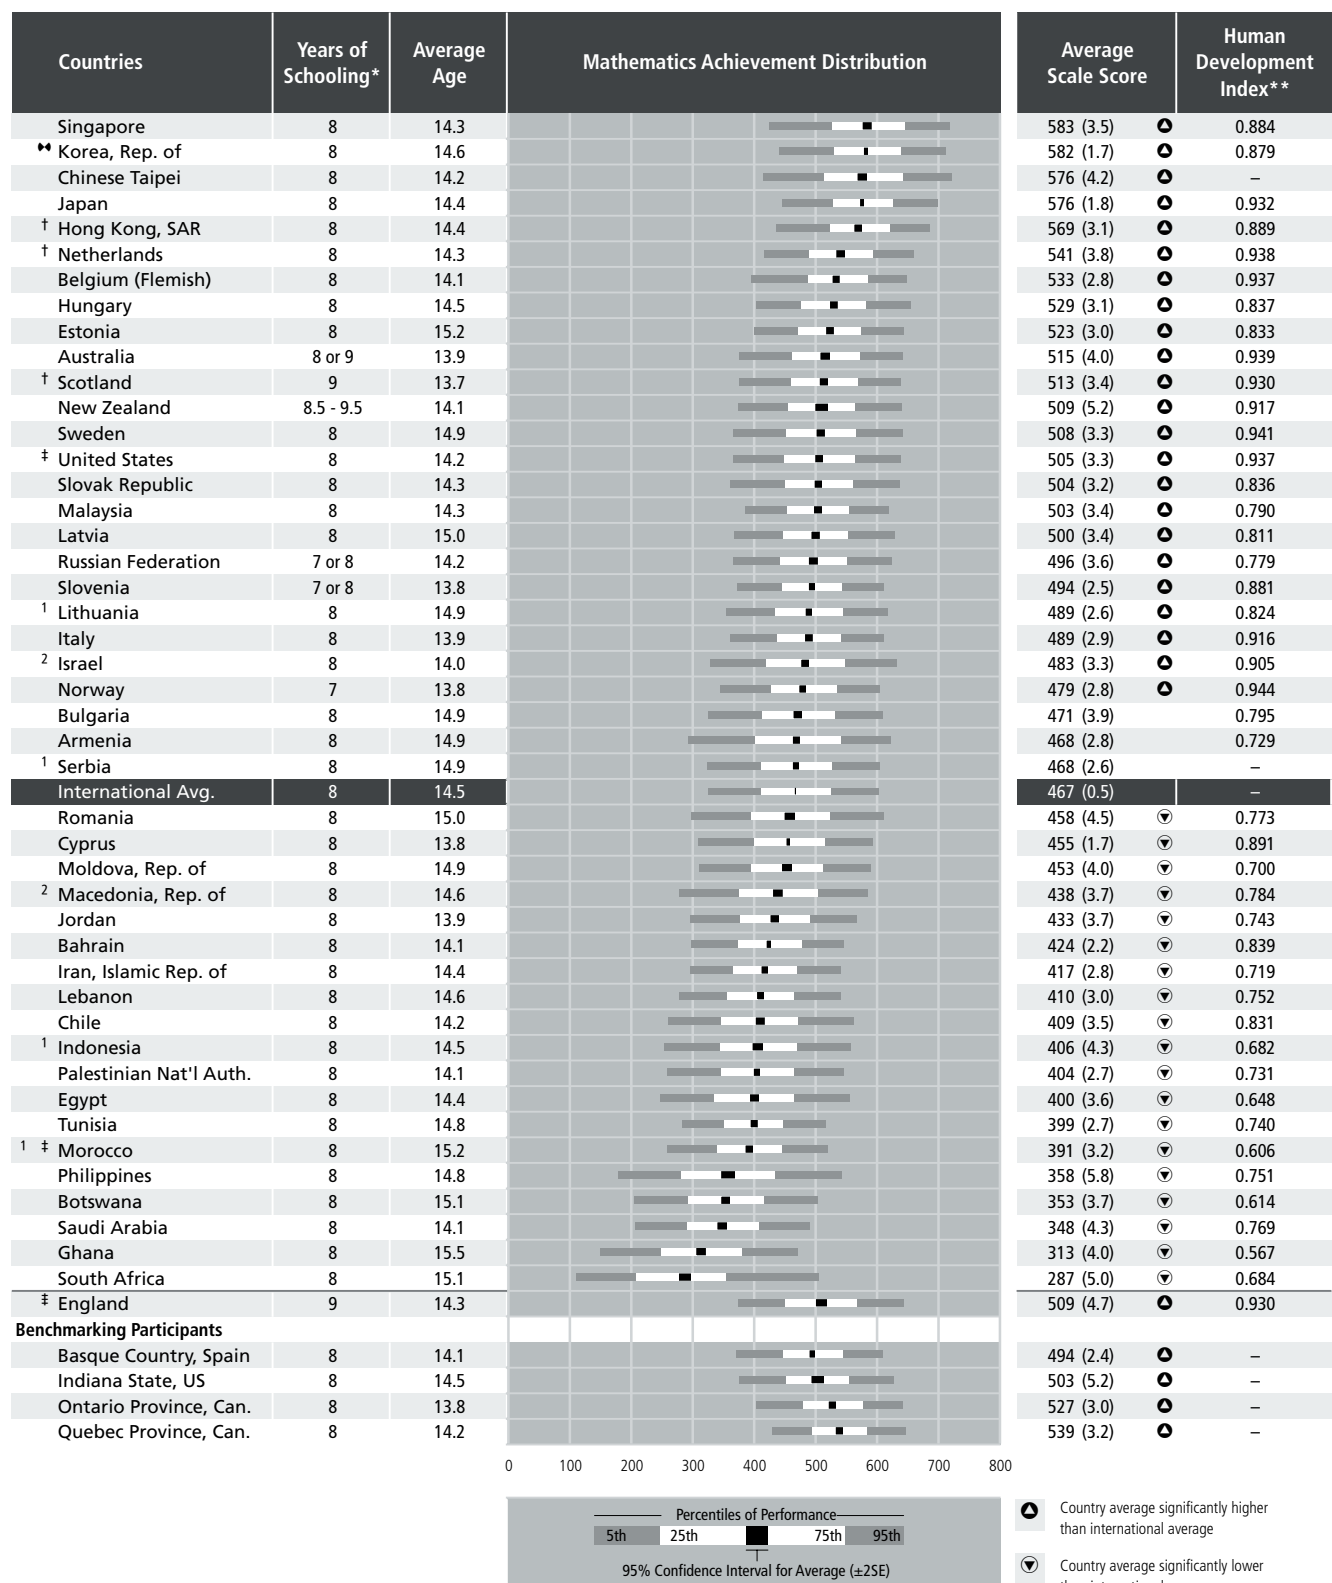 Countries Years of Schooling* Average Age Mathematics Achievement Distribution Average Scale Score Human Development Index**
Singapore 8 14.3 583 (3.5) 0.884
Korea, Rep. of 8 14.6 582 (1.7) 0.879
Chinese Taipei 8 14.2 576 (4.2) –
Japan 8 14.4 576 (1.8) 0.932
† Hong Kong, SAR 8 14.4 569 (3.1) 0.889
† Netherlands 8 14.3 541 (3.8) 0.938
Belgium (Flemish) 8 14.1 533 (2.8) 0.937
Hungary 8 14.5 529 (3.1) 0.837
Estonia 8 15.2 523 (3.0) 0.833
Australia 8 or 9 13.9 515 (4.0) 0.939
† Scotland 9 13.7 513 (3.4) 0.930
New Zealand 8.5 - 9.5 14.1 509 (5.2) 0.917
Sweden 8 14.9 508 (3.3) 0.941
‡ United States 8 14.2 505 (3.3) 0.937
Slovak Republic 8 14.3 504 (3.2) 0.836
Malaysia 8 14.3 503 (3.4) 0.790
Latvia 8 15.0 500 (3.4) 0.811
Russian Federation 7 or 8 14.2 496 (3.6) 0.779
Slovenia 7 or 8 13.8 494 (2.5) 0.881
1 Lithuania 8 14.9 489 (2.6) 0.824
Italy 8 13.9 489 (2.9) 0.916
2 Israel 8 14.0 483 (3.3) 0.905
Norway 7 13.8 479 (2.8) 0.944
Bulgaria 8 14.9 471 (3.9) 0.795
Armenia 8 14.9 468 (2.8) 0.729
1 Serbia 8 14.9 468 (2.6) –
International Avg. 8 14.5 467 (0.5) –
Romania 8 15.0 458 (4.5) 0.773
Cyprus 8 13.8 455 (1.7) 0.891
Moldova, Rep. of 8 14.9 453 (4.0) 0.700
2 Macedonia, Rep. of 8 14.6 438 (3.7) 0.784
Jordan 8 13.9 433 (3.7) 0.743
Bahrain 8 14.1 424 (2.2) 0.839
Iran, Islamic Rep. of 8 14.4 417 (2.8) 0.719
Lebanon 8 14.6 410 (3.0) 0.752
Chile 8 14.2 409 (3.5) 0.831
1 Indonesia 8 14.5 406 (4.3) 0.682
Palestinian Nat'l Auth. 8 14.1 404 (2.7) 0.731
Egypt 8 14.4 400 (3.6) 0.648
Tunisia 8 14.8 399 (2.7) 0.740
1 ‡ Morocco 8 15.2 391 (3.2) 0.606
Philippines 8 14.8 358 (5.8) 0.751
Botswana 8 15.1 353 (3.7) 0.614
Saudi Arabia 8 14.1 348 (4.3) 0.769
Ghana 8 15.5 313 (4.0) 0.567
South Africa 8 15.1 287 (5.0) 0.684
‡ England 9 14.3 509 (4.7) 0.930
Benchmarking Participants
Basque Country, Spain 8 14.1 494 (2.4) –
Indiana State, US 8 14.5 503 (5.2) –
Ontario Province, Can. 8 13.8 527 (3.0) –
Quebec Province, Can. 8 14.2 539 (3.2) –
0 100 200 300 400 500 600 700 800
Percentiles of Performance
5th 25th 75th 95th
95% Confidence Interval for Average (±2SE)
Country average significantly higher
than international average
Country average significantly lower